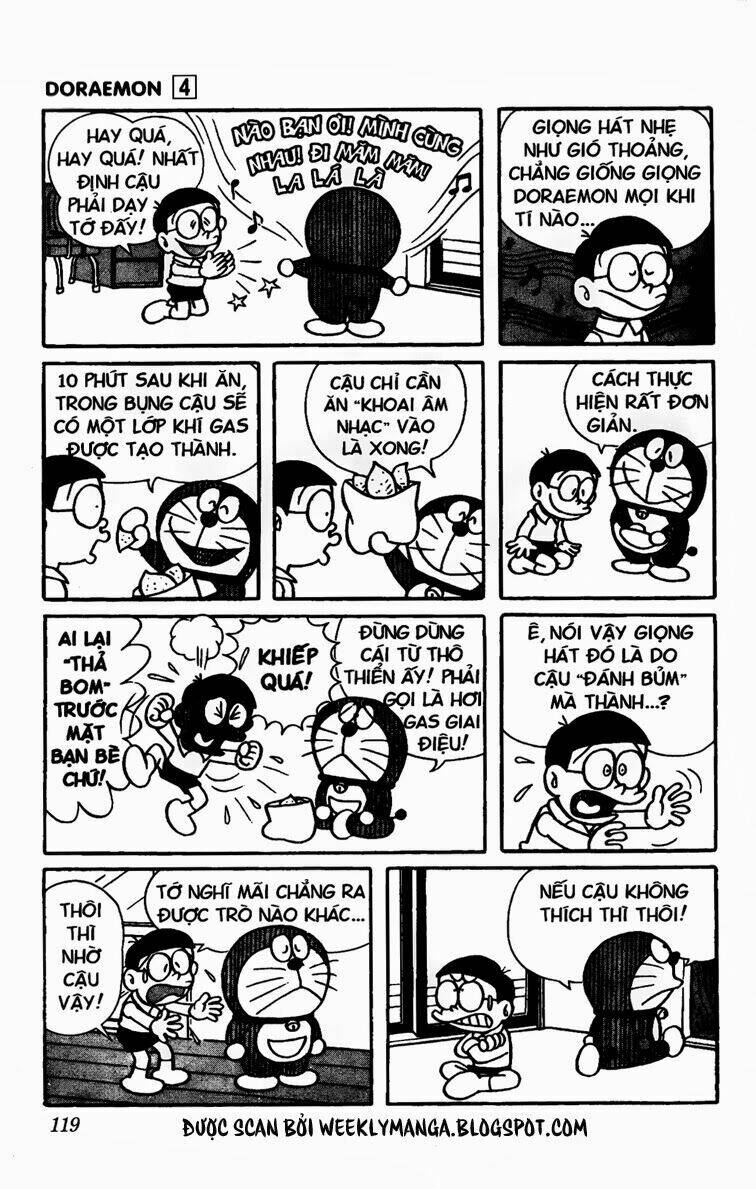 DORAEMON 4
GIỌNG HÁT NHẸ
NHƯ GIÓ THOẢNG,
CHẲNG GIỐNG GIỌNG
DORAEMON MỌI KHI
TÍ NÀO...
NÀO BẠN ƠI! MÌNH CÙNG
NHAU! ĐI MĂM MĂM!
LA LÁ LÀ
HAY QUÁ,
HAY QUÁ! NHẤT
ĐỊNH CẬU
PHẢI DẠY
TỚ ĐẤY!
CÁCH THỰC
HIỆN RẤT ĐƠN
GIẢN.
CẬU CHỈ CẦN
ĂN "KHOAI ÂM
NHẠC" VÀO
LÀ XONG!
10 PHÚT SAU KHI ĂN,
TRONG BỤNG CẬU SẼ
CÓ MỘT LỚP KHÍ GAS
ĐƯỢC TẠO THÀNH.
Ê, NÓI VẬY GIỌNG
HÁT ĐÓ LÀ DO
CẬU "ĐÁNH BỦM"
MÀ THÀNH...?
ĐỪNG DÙNG
CÁI TỪ THÔ
THIỂN ẤY! PHẢI
GỌI LÀ HƠI
GAS GIAI
ĐIỆU!
KHIẾP
QUÁ!
AI LẠI
"THẢ
BOM"
TRƯỚC
MẶT
BẠN BÈ
CHỨ!
NẾU CẬU KHÔNG
THÍCH THÌ THÔI!
TỚ NGHĨ MÃI CHẲNG RA
ĐƯỢC TRÒ NÀO KHÁC...
THÔI
THÌ
NHỜ
CẬU
VẬY!
119
ĐƯỢC SCAN BỞI WEEKLYMANGA.BLOGSPOT.COM